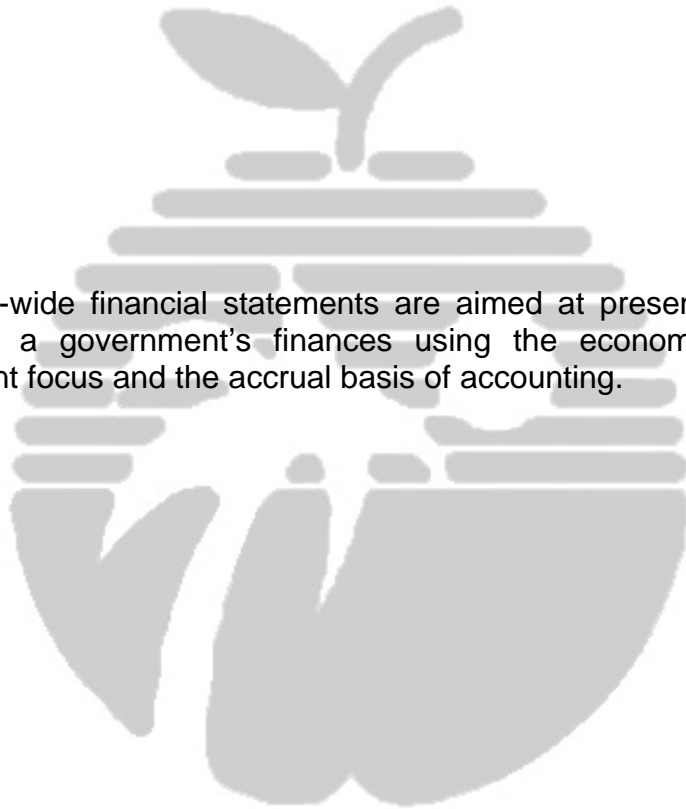 -wide financial statements are aimed at presen
a government's finances using the econom
nt focus and the accrual basis of accounting.